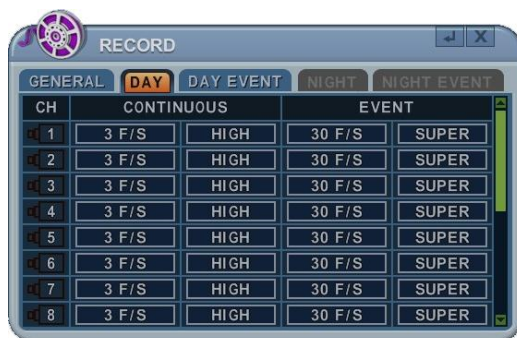 RECORD X
GENERAL DAY DAY EVENT NIGHT NIGHT EVENT
CH CONTINUOUS EVENT
1 3 F/S HIGH 30 F/S SUPER
2 3 F/S HIGH 30 F/S SUPER
3 3 F/S HIGH 30 F/S SUPER
4 3 F/S HIGH 30 F/S SUPER
5 3 F/S HIGH 30 F/S SUPER
6 3 F/S HIGH 30 F/S SUPER
7 3 F/S HIGH 30 F/S SUPER
8 3 F/S HIGH 30 F/S SUPER